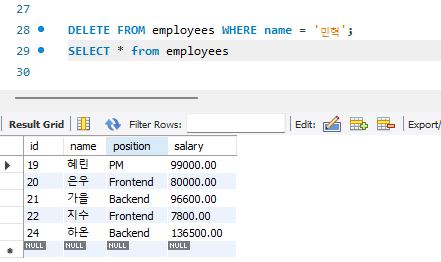 27
28 DELETE FROM employees WHERE name = '민혁';
29 SELECT * from employees
30
Result Grid Filter Rows: Edit: Export/
id name position salary
19 혜린 PM 99000.00
20 은우 Frontend 80000.00
21 가을 Backend 96600.00
22 지수 Frontend 7800.00
24 하은 Backend 136500.00
NULL NULL NULL NULL